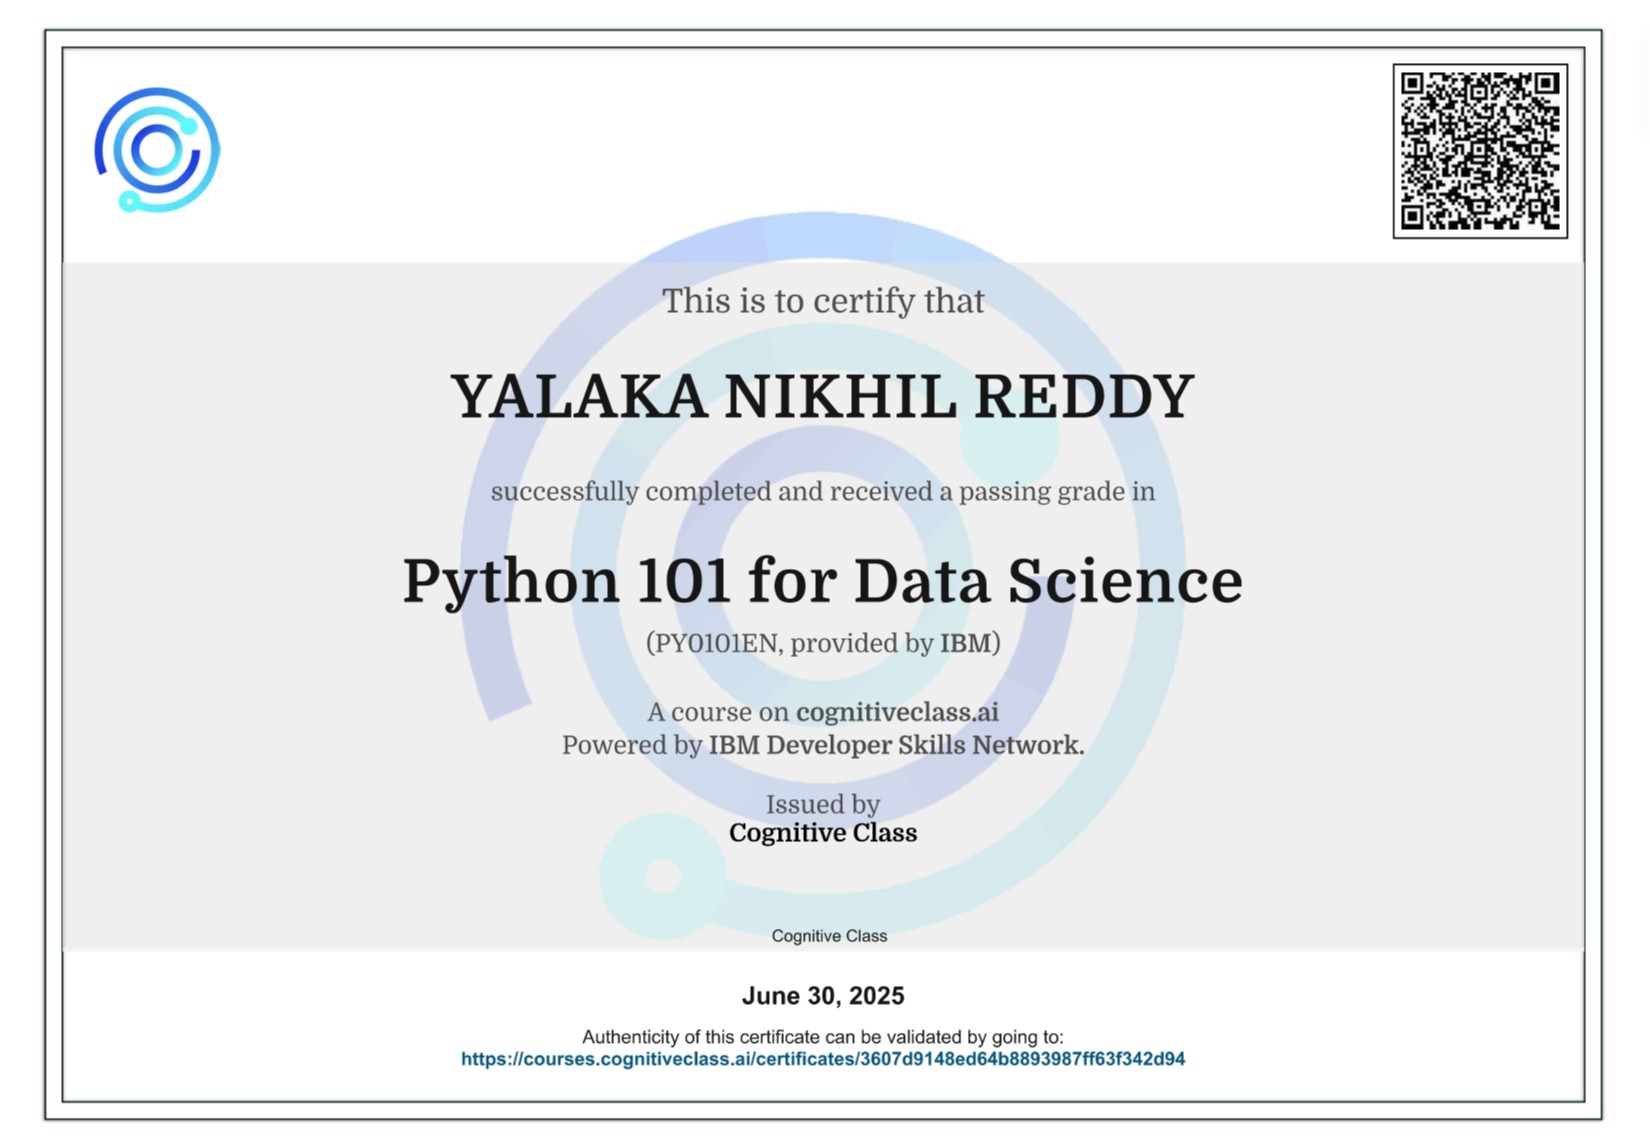 This is to certify that
YALAKA NIKHIL REDDY
successfully completed and received a passing grade in
Python 101 for Data Science
(PY0101EN, provided by IBM)
A course on cognitiveclass.ai
Powered by IBM Developer Skills Network.
Issued by
Cognitive Class
Cognitive Class
June 30, 2025
Authenticity of this certificate can be validated by going to:
https://courses.cognitiveclass.ai/certificates/3607d9148ed64b8893987ff63f342d94